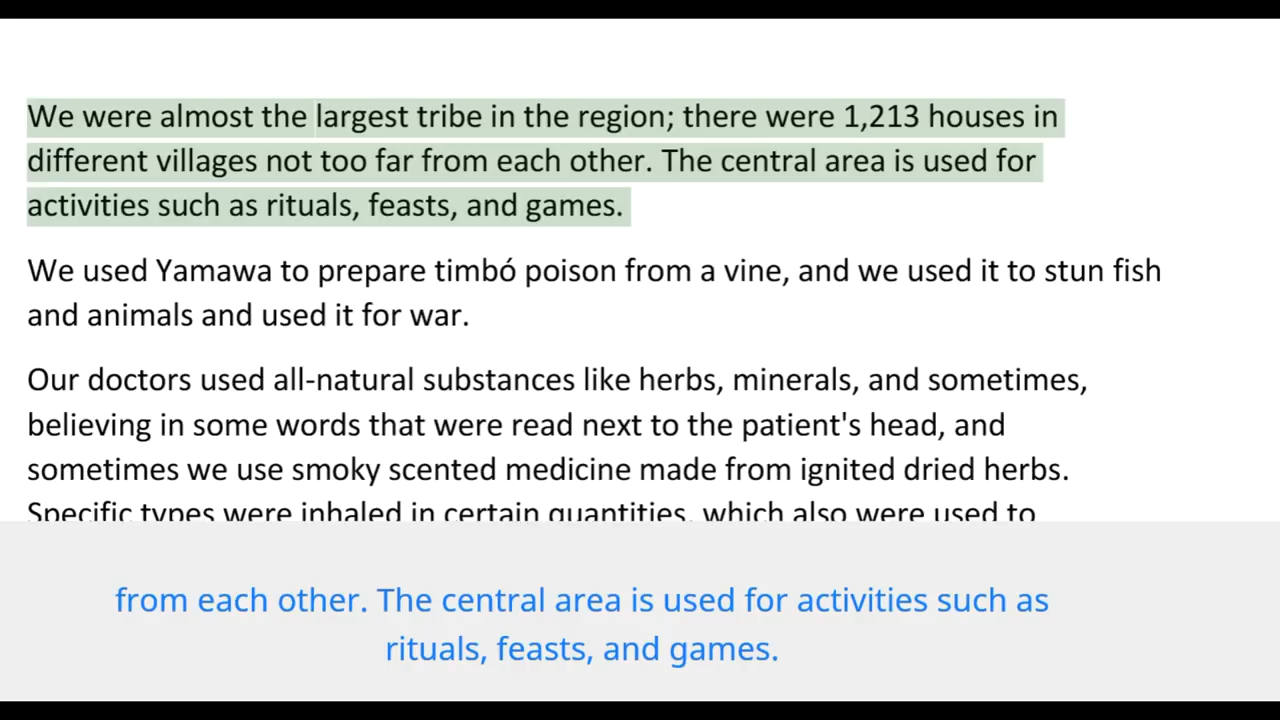 We were almost the largest tribe in the region; there were 1,213 houses in
different villages not too far from each other. The central area is used for
activities such as rituals, feasts, and games.
We used Yamawa to prepare timbó poison from a vine, and we used it to stun fish
and animals and used it for war.
Our doctors used all-natural substances like herbs, minerals, and sometimes,
believing in some words that were read next to the patient's head, and
sometimes we use smoky scented medicine made from ignited dried herbs.
Specific types were inhaled in certain quantities, which also were used to
from each other. The central area is used for activities such as
rituals, feasts, and games.